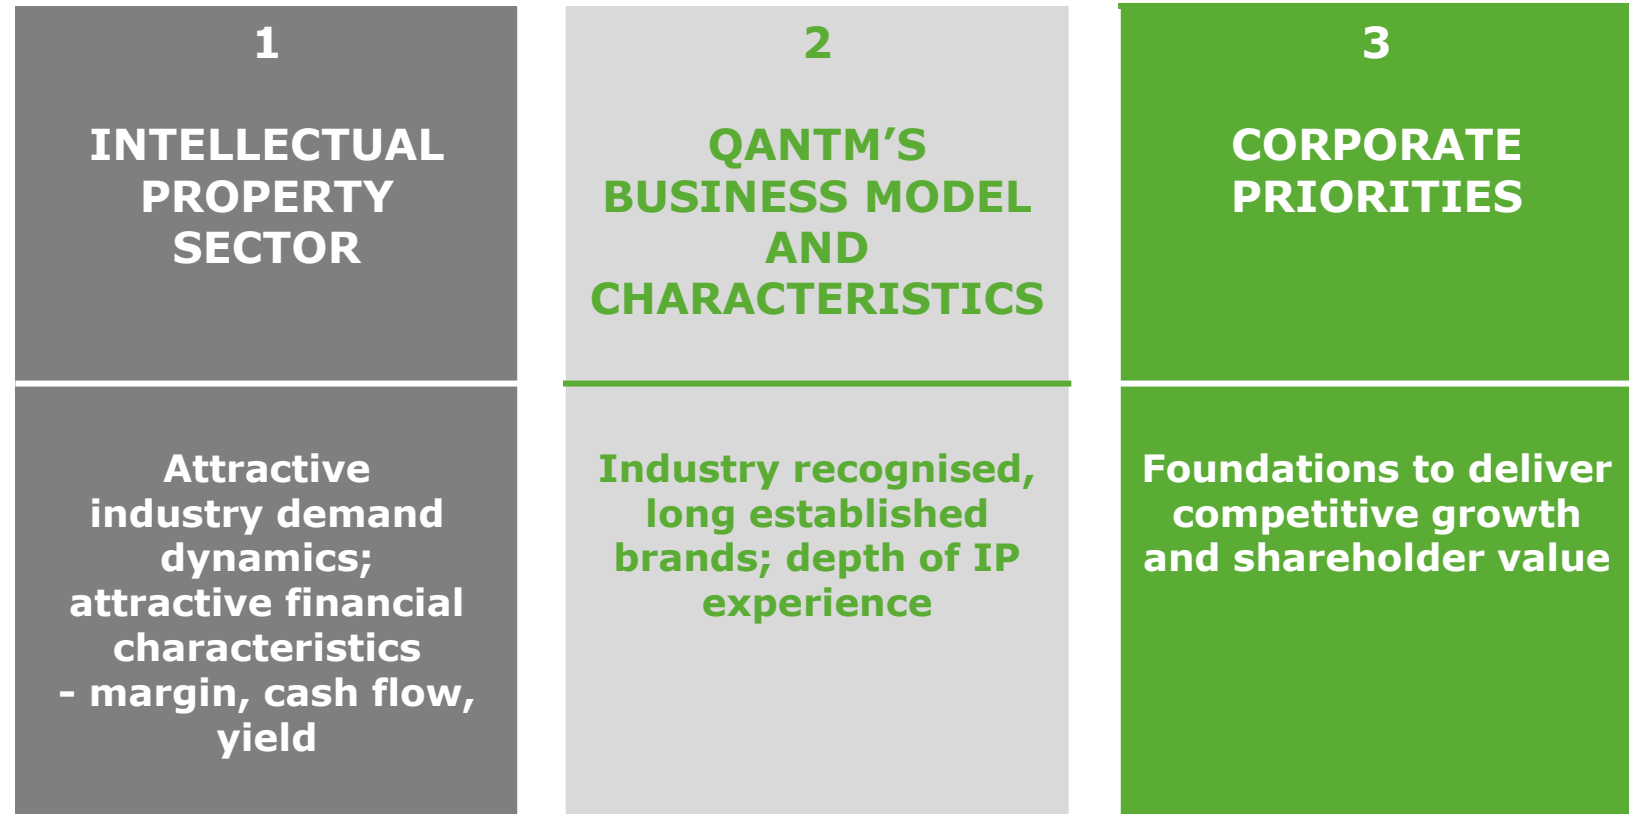 1
INTELLECTUAL
PROPERTY
SECTOR
Attractive
industry demand
dynamics;
attractive financial
characteristics
- margin, cash flow,
yield
2
QANTM’S
BUSINESS MODEL
AND
CHARACTERISTICS
Industry recognised,
long established
brands; depth of IP
experience
3
CORPORATE
PRIORITIES
Foundations to deliver
competitive growth
and shareholder value